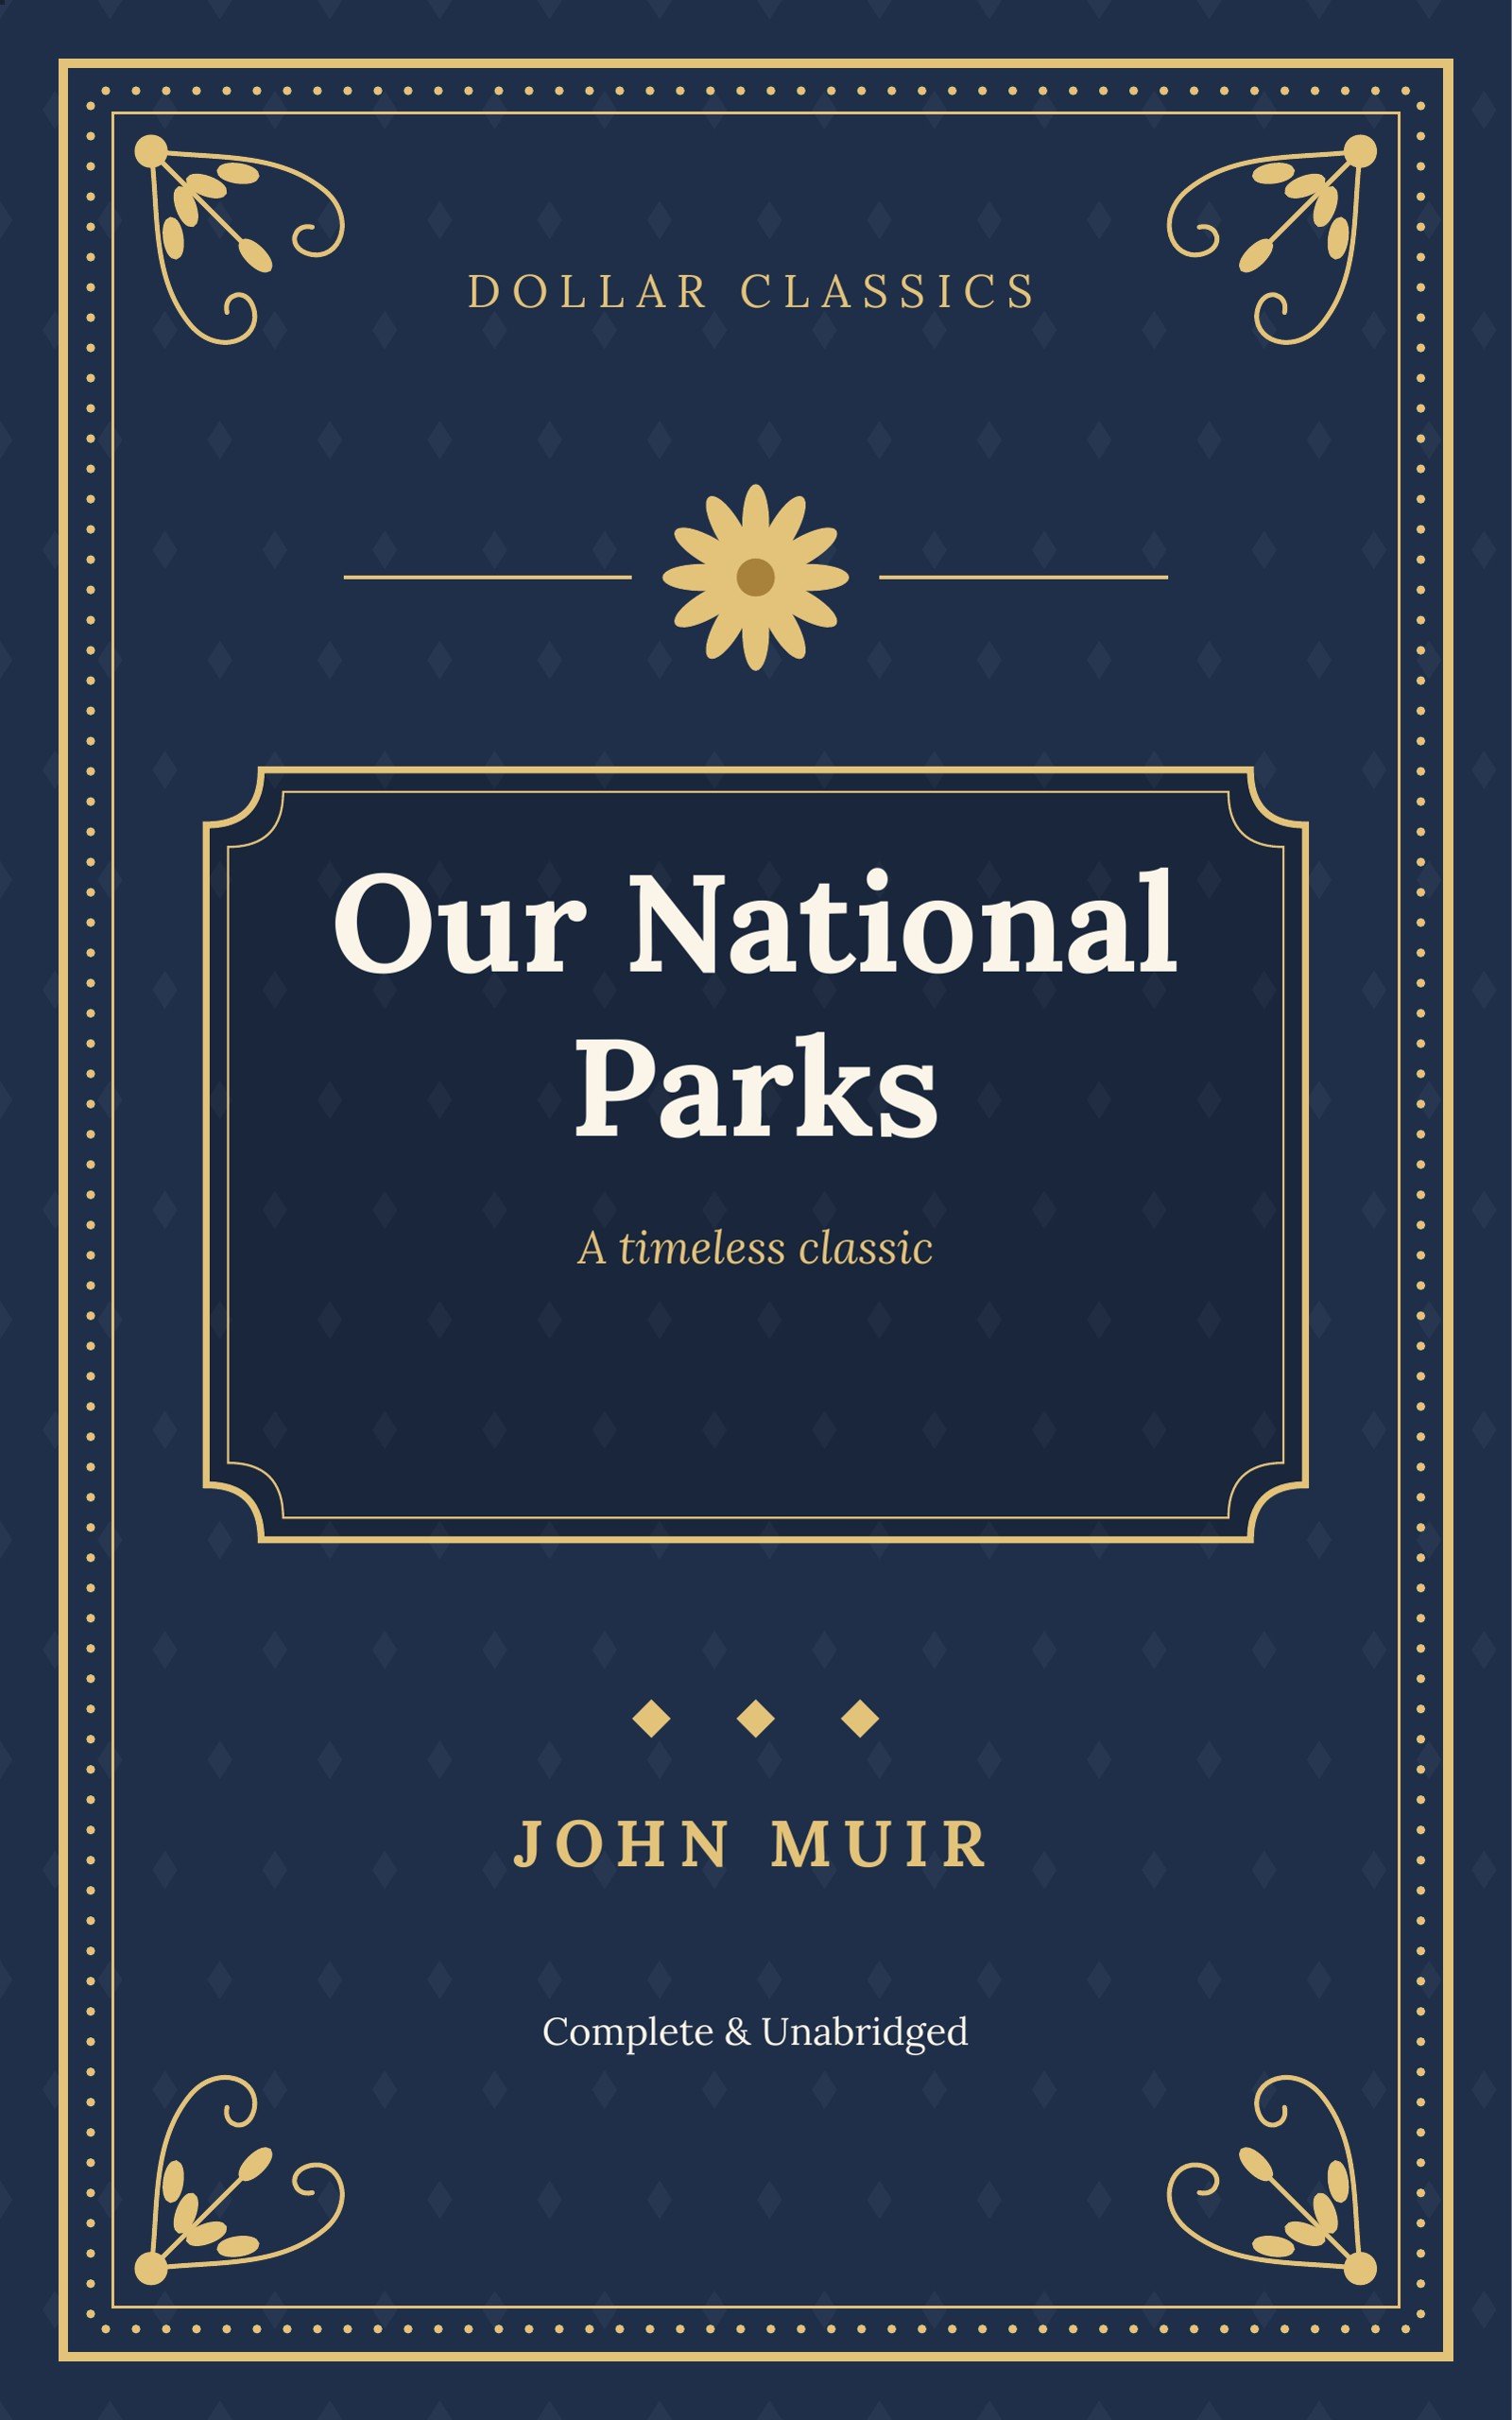 DOLLAR CLASSICS
Our National
Parks
A timeless classic
JOHN MUIR
Complete & Unabridged